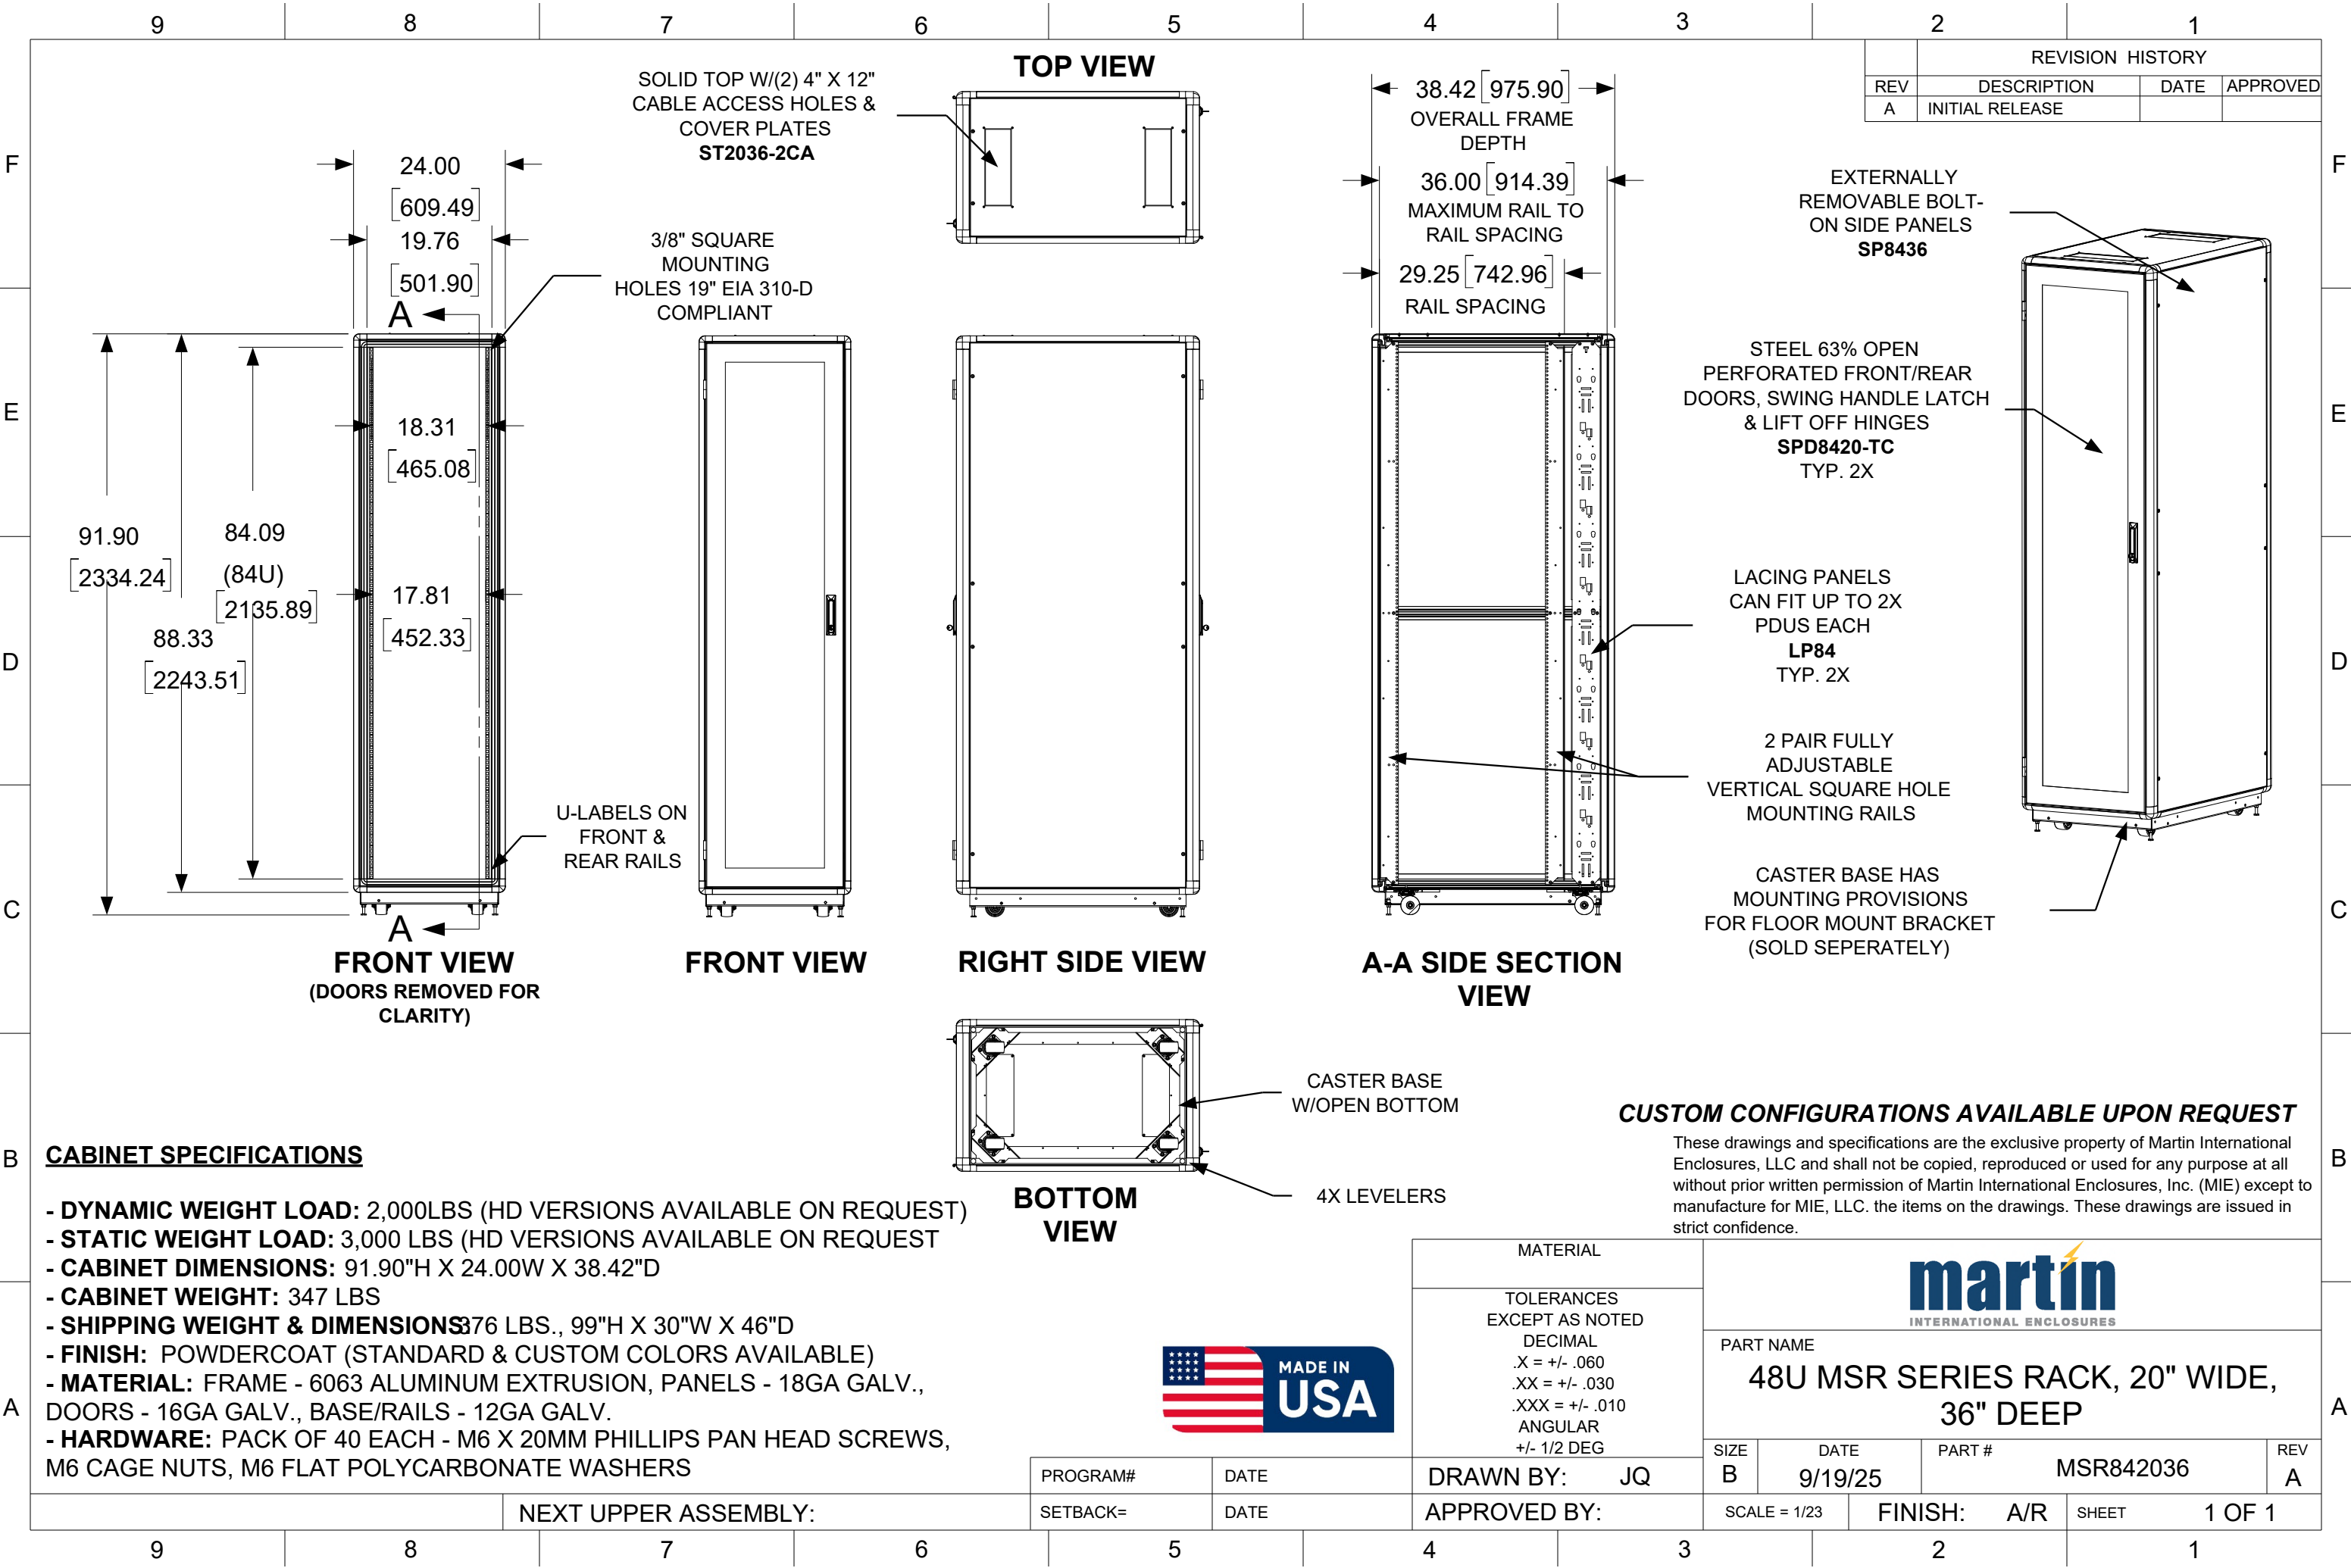 9 8 7 6 5 4 3 2 1
F
E
D
C
B
A
REVISION HISTORY
REV DESCRIPTION DATE APPROVED
A INITIAL RELEASE
TOP VIEW
SOLID TOP W/(2) 4" X 12"
CABLE ACCESS HOLES &
COVER PLATES
ST2036-2CA
24.00
[609.49]
19.76
[501.90]
A
3/8" SQUARE
MOUNTING
HOLES 19" EIA 310-D
COMPLIANT
18.31
[465.08]
17.81
[452.33]
91.90
[2334.24]
88.33
[2243.51]
84.09
(84U)
[2135.89]
U-LABELS ON
FRONT &
REAR RAILS
A
FRONT VIEW
(DOORS REMOVED FOR
CLARITY)
FRONT VIEW
RIGHT SIDE VIEW
38.42 [975.90]
OVERALL FRAME
DEPTH
36.00 [914.39]
MAXIMUM RAIL TO
RAIL SPACING
29.25 [742.96]
RAIL SPACING
A-A SIDE SECTION
VIEW
EXTERNALLY
REMOVABLE BOLT-
ON SIDE PANELS
SP8436
STEEL 63% OPEN
PERFORATED FRONT/REAR
DOORS, SWING HANDLE LATCH
& LIFT OFF HINGES
SPD8420-TC
TYP. 2X
LACING PANELS
CAN FIT UP TO 2X
PDUS EACH
LP84
TYP. 2X
2 PAIR FULLY
ADJUSTABLE
VERTICAL SQUARE HOLE
MOUNTING RAILS
CASTER BASE HAS
MOUNTING PROVISIONS
FOR FLOOR MOUNT BRACKET
(SOLD SEPERATELY)
CASTER BASE
W/OPEN BOTTOM
4X LEVELERS
BOTTOM
VIEW
CABINET SPECIFICATIONS
- DYNAMIC WEIGHT LOAD: 2,000LBS (HD VERSIONS AVAILABLE ON REQUEST)
- STATIC WEIGHT LOAD: 3,000 LBS (HD VERSIONS AVAILABLE ON REQUEST
- CABINET DIMENSIONS: 91.90"H X 24.00W X 38.42"D
- CABINET WEIGHT: 347 LBS
- SHIPPING WEIGHT & DIMENSIONS: 376 LBS., 99"H X 30"W X 46"D
- FINISH: POWDERCOAT (STANDARD & CUSTOM COLORS AVAILABLE)
- MATERIAL: FRAME - 6063 ALUMINUM EXTRUSION, PANELS - 18GA GALV.,
DOORS - 16GA GALV., BASE/RAILS - 12GA GALV.
- HARDWARE: PACK OF 40 EACH - M6 X 20MM PHILLIPS PAN HEAD SCREWS,
M6 CAGE NUTS, M6 FLAT POLYCARBONATE WASHERS
CUSTOM CONFIGURATIONS AVAILABLE UPON REQUEST
These drawings and specifications are the exclusive property of Martin International
Enclosures, LLC and shall not be copied, reproduced or used for any purpose at all
without prior written permission of Martin International Enclosures, Inc. (MIE) except to
manufacture for MIE, LLC. the items on the drawings. These drawings are issued in
strict confidence.
MADE IN
USA
MATERIAL
TOLERANCES
EXCEPT AS NOTED
DECIMAL
.X = +/- .060
.XX = +/- .030
.XXX = +/- .010
ANGULAR
+/- 1/2 DEG
martin
INTERNATIONAL ENCLOSURES
PART NAME
48U MSR SERIES RACK, 20" WIDE,
36" DEEP
SIZE
B
DATE
9/19/25
PART #
MSR842036
REV
A
PROGRAM# DATE
DRAWN BY: JQ
NEXT UPPER ASSEMBLY:
SETBACK= DATE
APPROVED BY:
SCALE = 1/23
FINISH: A/R
SHEET 1 OF 1
F
E
D
C
B
A
9 8 7 6 5 4 3 2 1